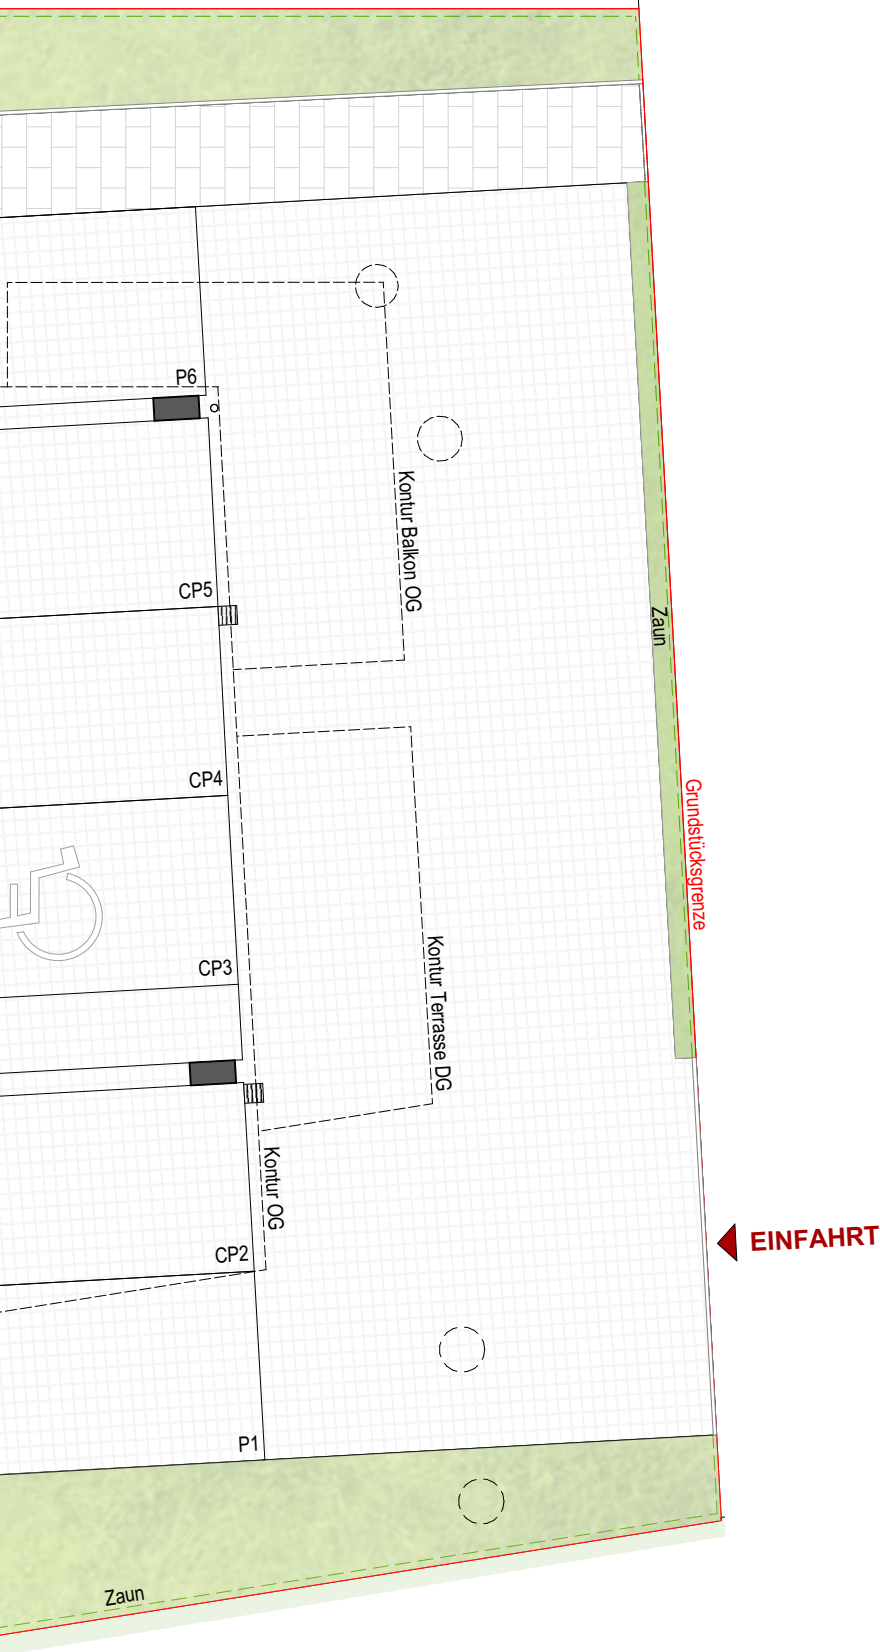 P6
Kontur Balkon OG
CP5
Zaun
CP4
Grundstücksgrenze
CP3
Kontur Terrasse DG
Kontur OG
EINFAHRT
CP2
P1
Zaun